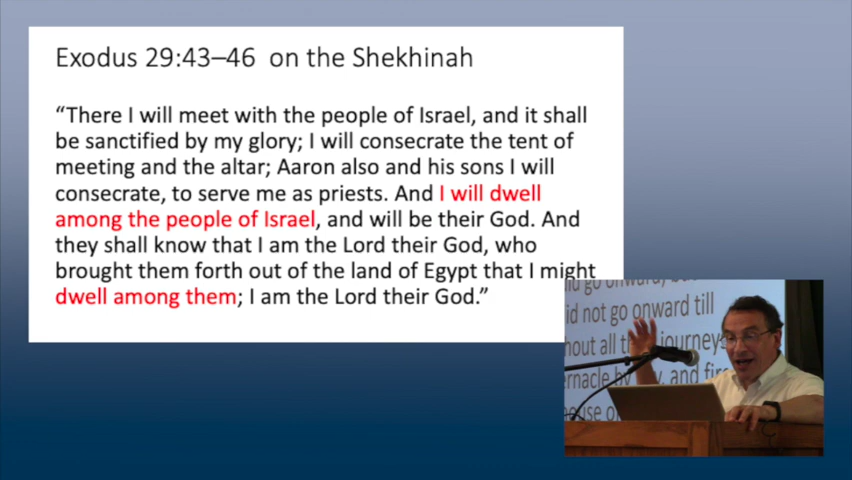 Exodus 29:43–46 on the Shekhinah
“There I will meet with the people of Israel, and it shall
be sanctified by my glory; I will consecrate the tent of
meeting and the altar; Aaron also and his sons I will
consecrate, to serve me as priests. And I will dwell
among the people of Israel, and will be their God. And
they shall know that I am the Lord their God, who
brought them forth out of the land of Egypt that I might
dwell among them; I am the Lord their God.”
go onward,
not go onward till
all journeys
and